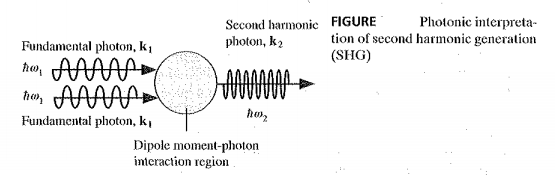 Second harmonic
photon, k₂
FIGURE Photonic interpreta-
tion of second harmonic generation
(SHG)
Fundamental photon, k₁
ħω₁
ħω₁
Fundamental photon, k₁
ħω₂
Dipole moment-photon
interaction region